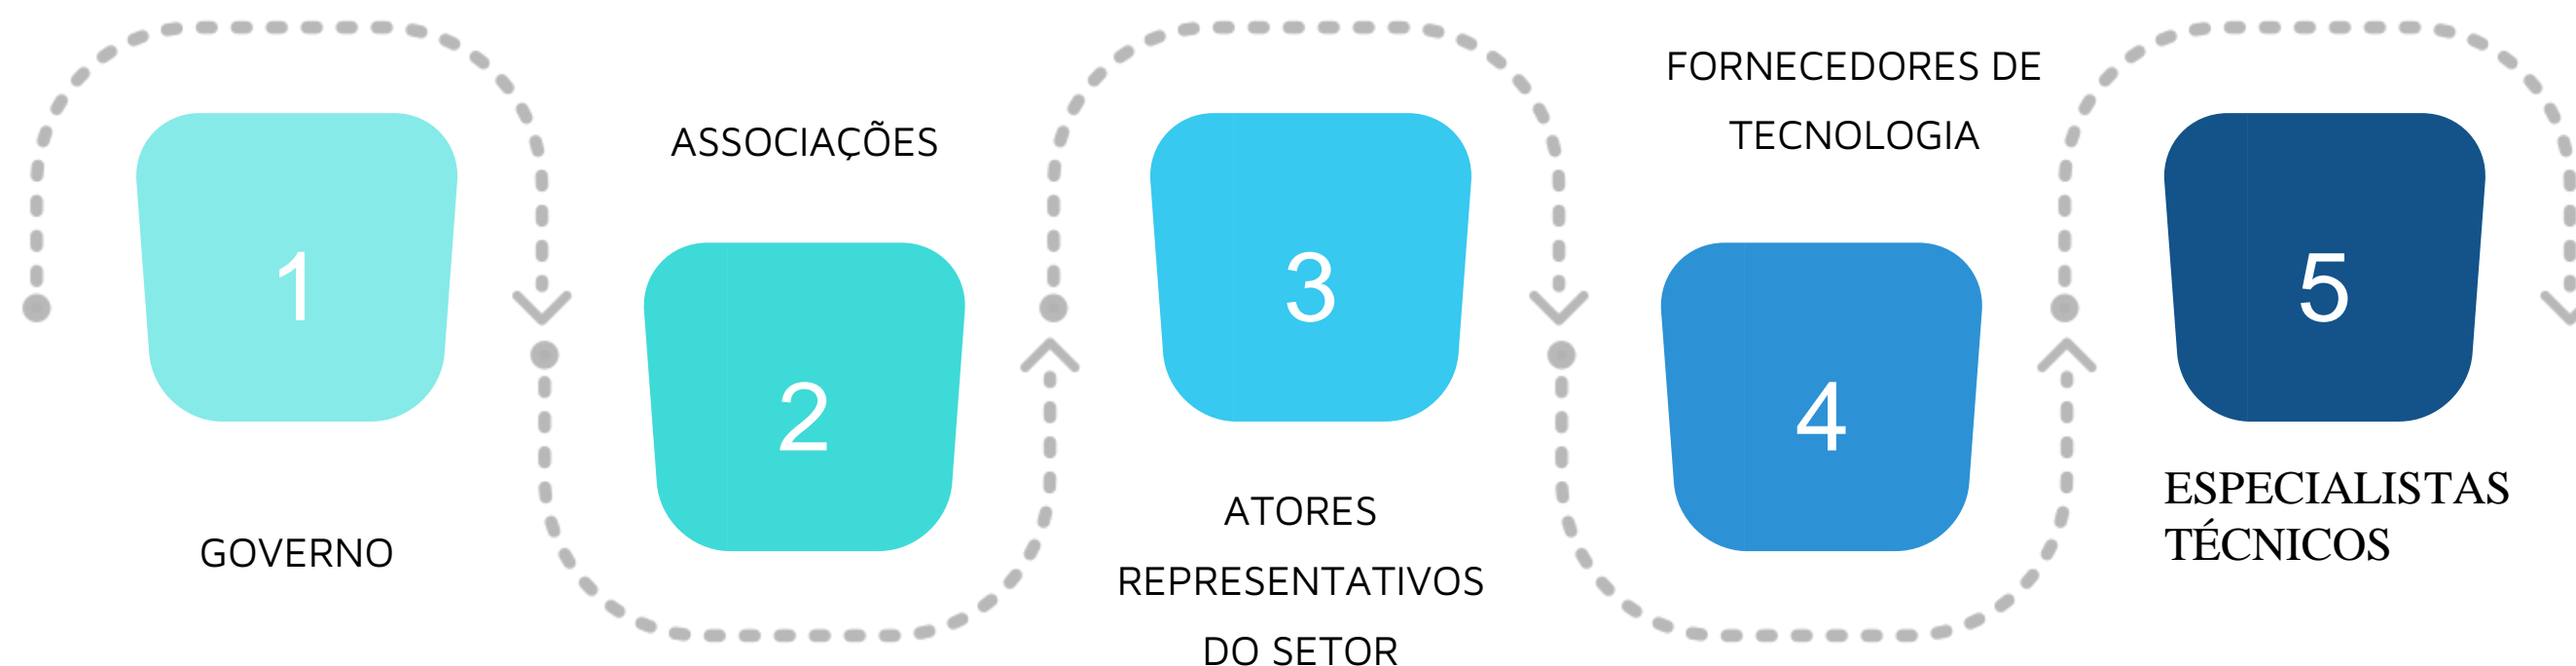 1
GOVERNO
ASSOCIAÇÕES
2
3
ATORES
REPRESENTATIVOS
DO SETOR
FORNECEDORES DE
TECNOLOGIA
4
5
ESPECIALISTAS
TÉCNICOS